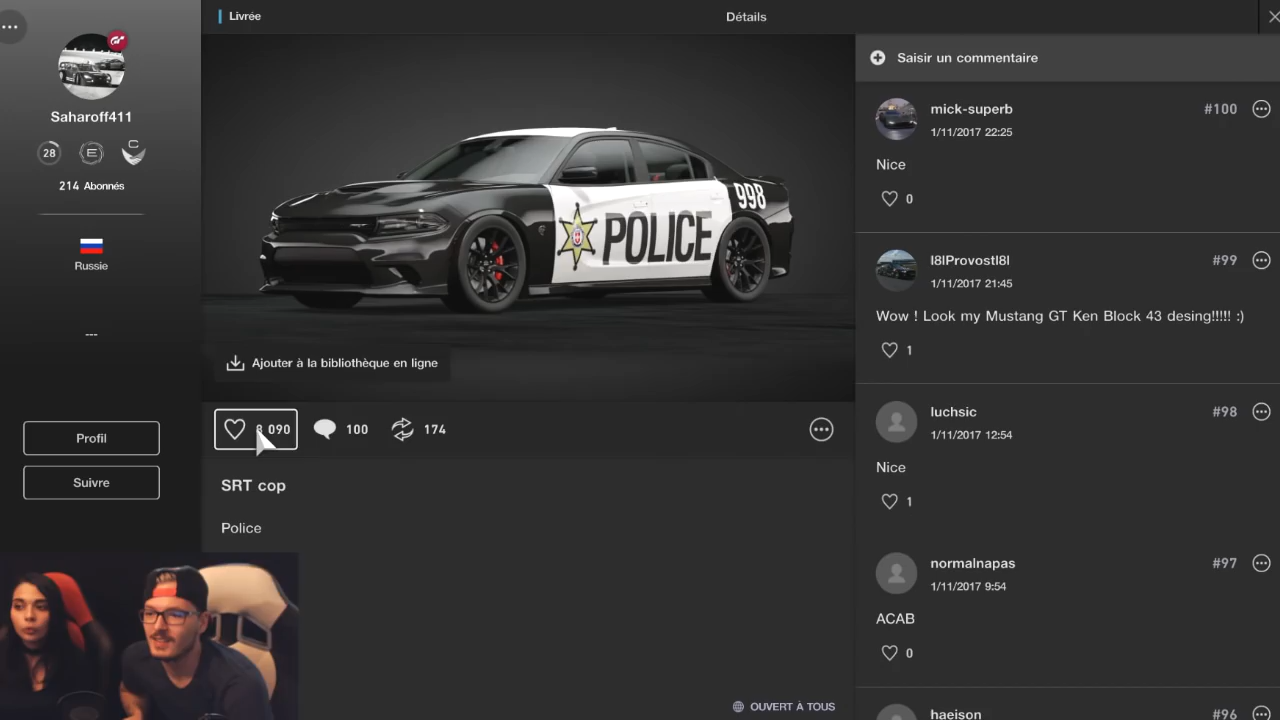 Livrée
Détails
Saharoff411
28
E
C
214 Abonnés
Russie
---
Profil
Suivre
998
POLICE
Ajouter à la bibliothèque en ligne
090
100
174
SRT cop
Police
OUVERT À TOUS
Saisir un commentaire
mick-superb
#100
1/11/2017 22:25
Nice
0
I8IProvostI8I
#99
1/11/2017 21:45
Wow ! Look my Mustang GT Ken Block 43 desing!!!!! :)
1
luchsic
#98
1/11/2017 12:54
Nice
1
normalnapas
#97
1/11/2017 9:54
ACAB
0
haeison
#96